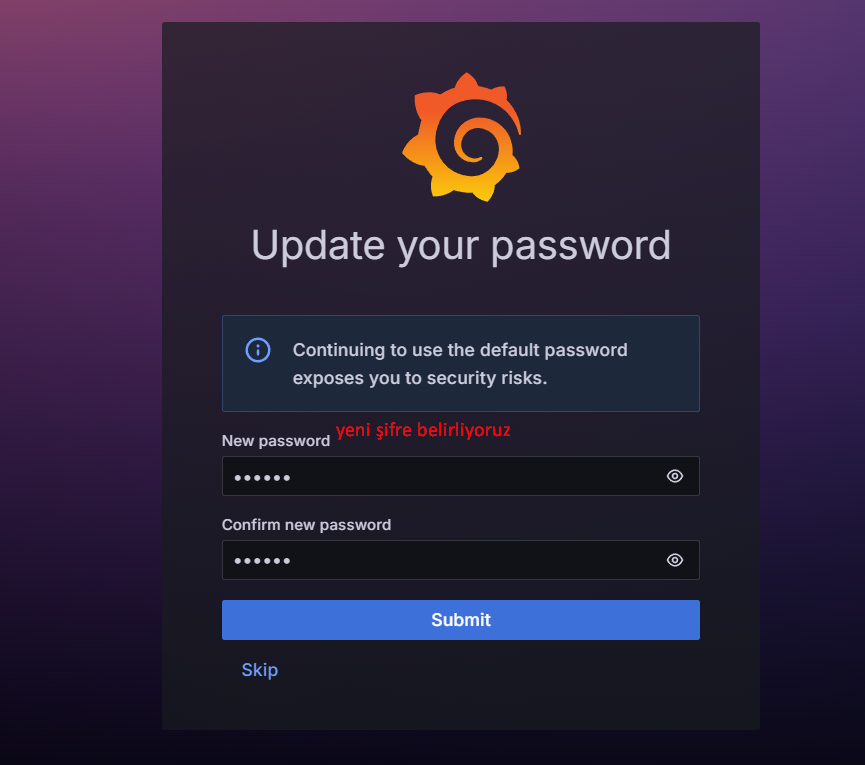 Update your password
Continuing to use the default password
exposes you to security risks.
yeni şifre belirliyoruz
New password
••••••
Confirm new password
••••••
Submit
Skip